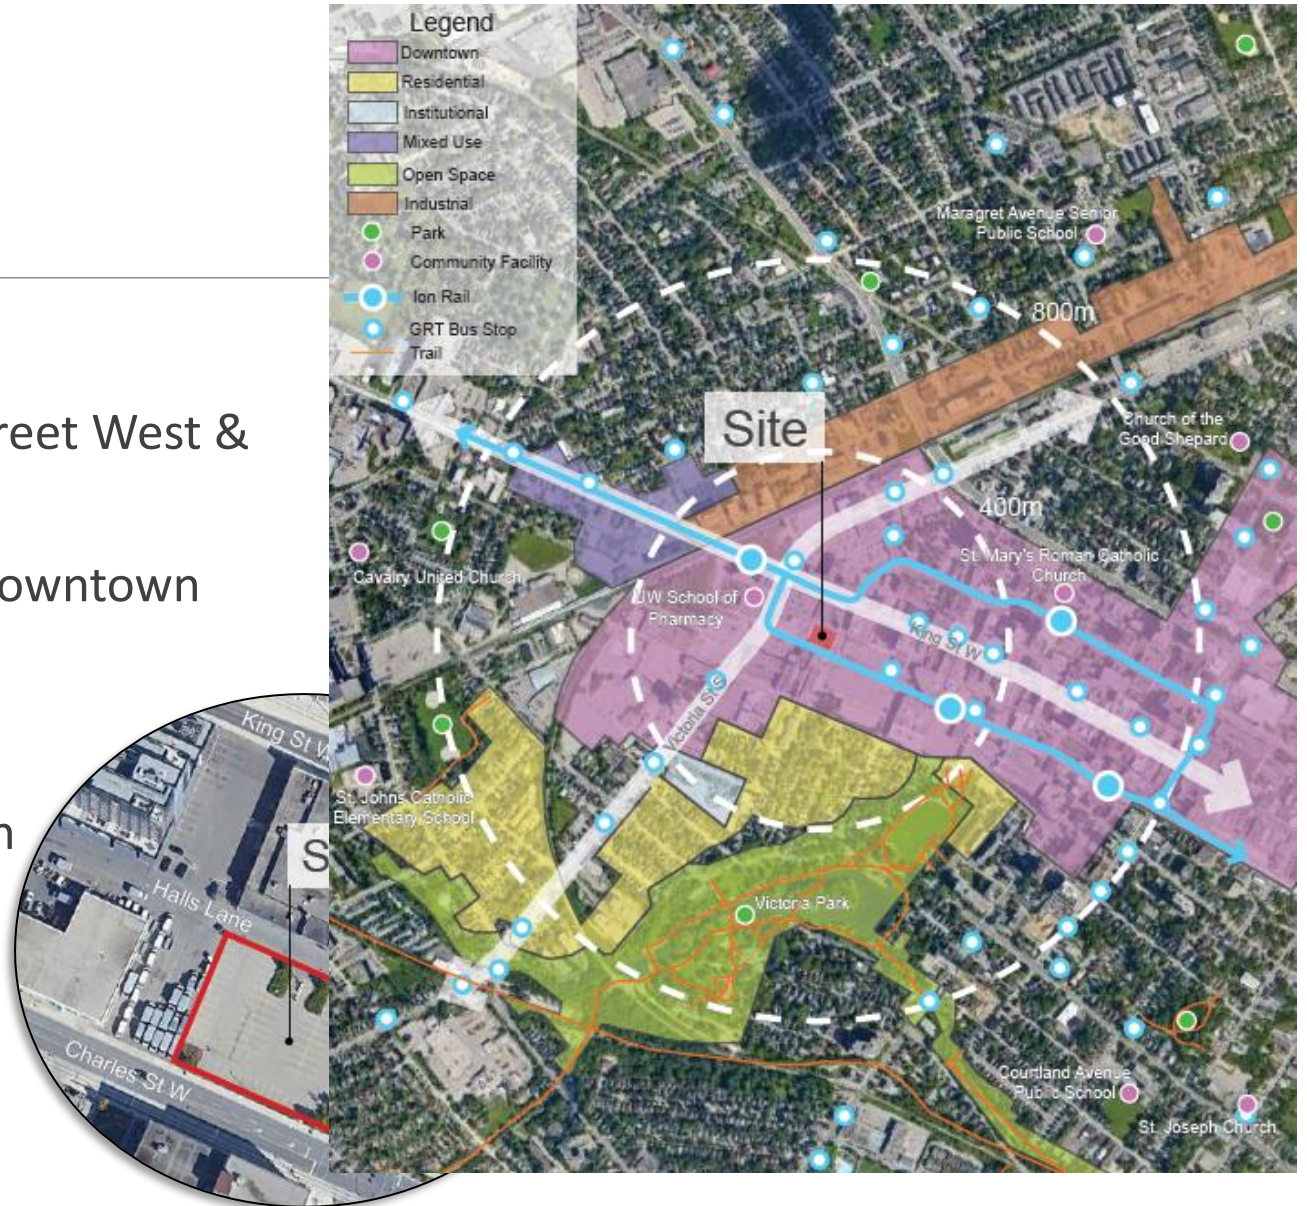 Legend
Downtown
Residential
Institutional
Mixed Use
Open Space
Industrial
Park
Community Facility
Ion Rail
GRT Bus Stop
Trail
Maragret Avenue Senior
Public School
800m
reet West &
Site
Church of the
Good Shepard
400m
St. Mary's Roman Catholic
Church
Cavalry United Church
owntown
UW School of
Pharmacy
King St W
Victoria St S
King St W
St. Johns Catholic
Elementary School
n
S
Halls Lane
Victoria Park
Charles St W
Courtland Avenue
Public School
St. Joseph Church